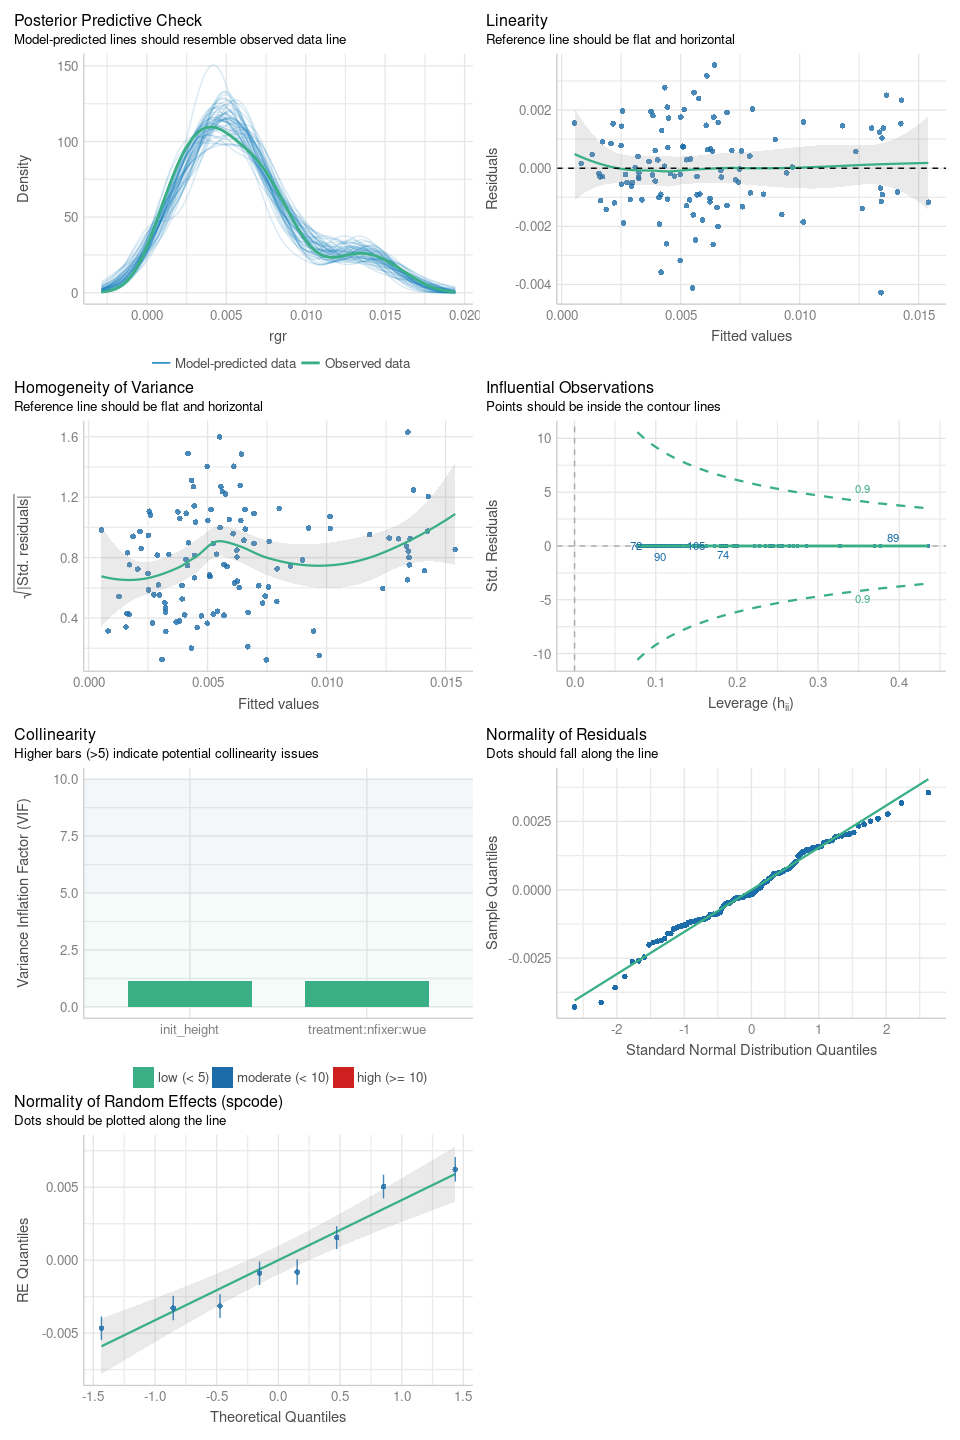 Posterior Predictive Check
Model-predicted lines should resemble observed data line
150
100
50
0
Density
0.000 0.005 0.010 0.015 0.020
rgr
Model-predicted data Observed data
Linearity
Reference line should be flat and horizontal
0.002
0.000
-0.002
-0.004
Residuals
0.000 0.005 0.010 0.015
Fitted values
Homogeneity of Variance
Reference line should be flat and horizontal
1.6
1.2
0.8
0.4
√|Std. residuals|
0.000 0.005 0.010 0.015
Fitted values
Influential Observations
Points should be inside the contour lines
10
5
0
-5
-10
Std. Residuals
0.9
89
72 105
90 74
0.9
0.0 0.1 0.2 0.3 0.4
Leverage (hii)
Collinearity
Higher bars (>5) indicate potential collinearity issues
10.0
7.5
5.0
2.5
0.0
Variance Inflation Factor (VIF)
init_height treatment:nfixer:wue
low (< 5) moderate (< 10) high (>= 10)
Normality of Residuals
Dots should fall along the line
0.0025
0.0000
-0.0025
Sample Quantiles
-2 -1 0 1 2
Standard Normal Distribution Quantiles
Normality of Random Effects (spcode)
Dots should be plotted along the line
0.005
0.000
-0.005
RE Quantiles
-1.5 -1.0 -0.5 0.0 0.5 1.0 1.5
Theoretical Quantiles